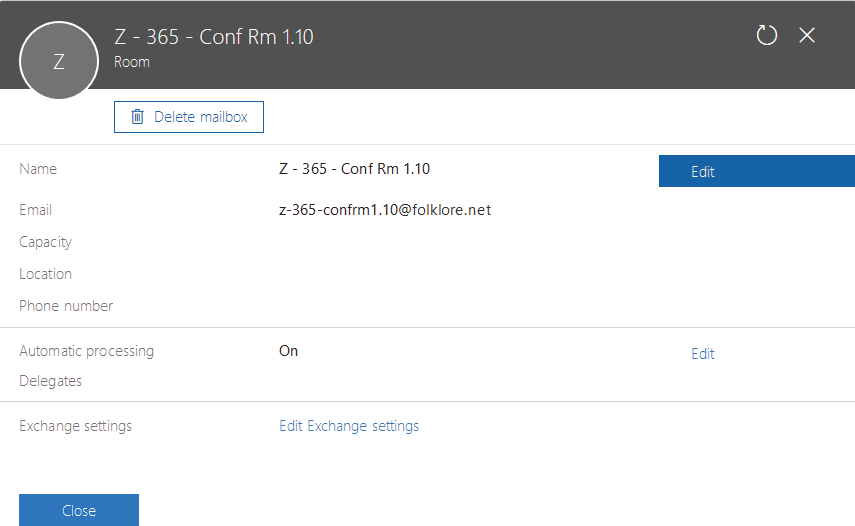 Z
Z - 365 - Conf Rm 1.10
Room
Delete mailbox
Name Z - 365 - Conf Rm 1.10 Edit
Email z-365-confrm1.10@folklore.net
Capacity
Location
Phone number
Automatic processing On Edit
Delegates
Exchange settings Edit Exchange settings
Close